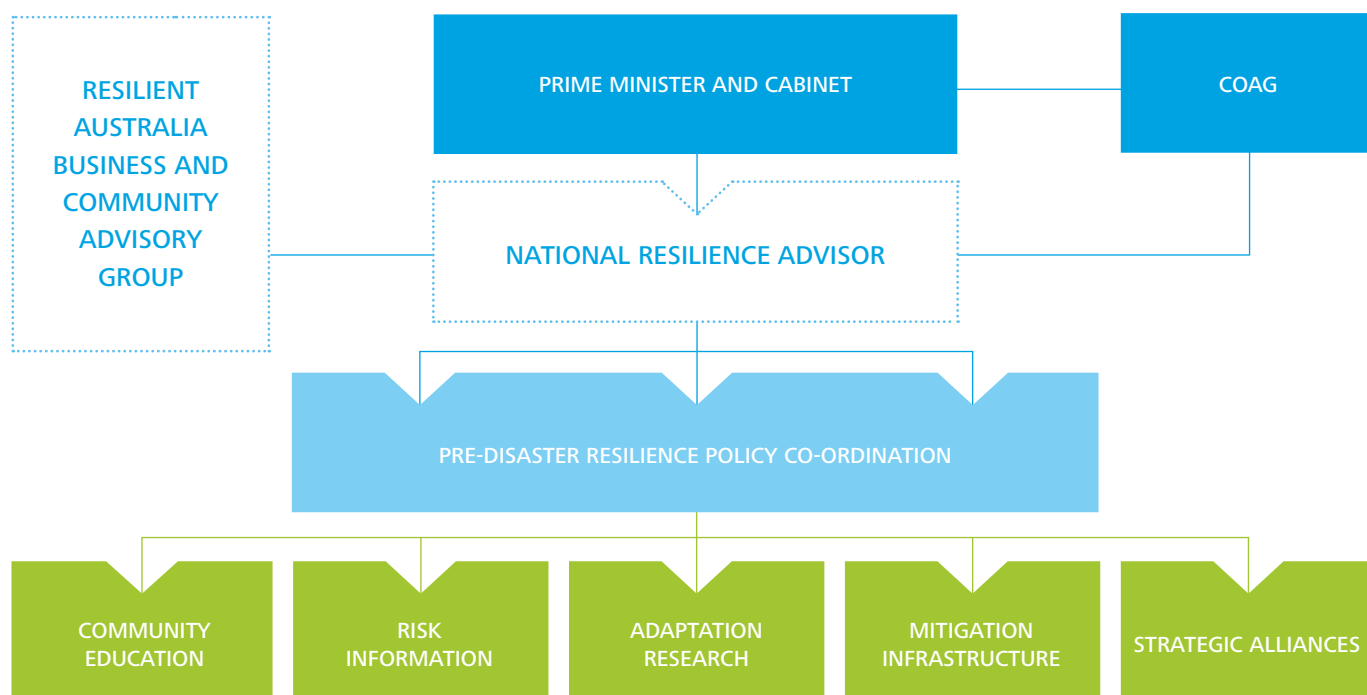 RESILIENT
AUSTRALIA
BUSINESS AND
COMMUNITY
ADVISORY
GROUP
PRIME MINISTER AND CABINET
COAG
NATIONAL RESILIENCE ADVISOR
PRE-DISASTER RESILIENCE POLICY CO-ORDINATION
COMMUNITY
EDUCATION
RISK
INFORMATION
ADAPTATION
RESEARCH
MITIGATION
INFRASTRUCTURE
STRATEGIC ALLIANCES